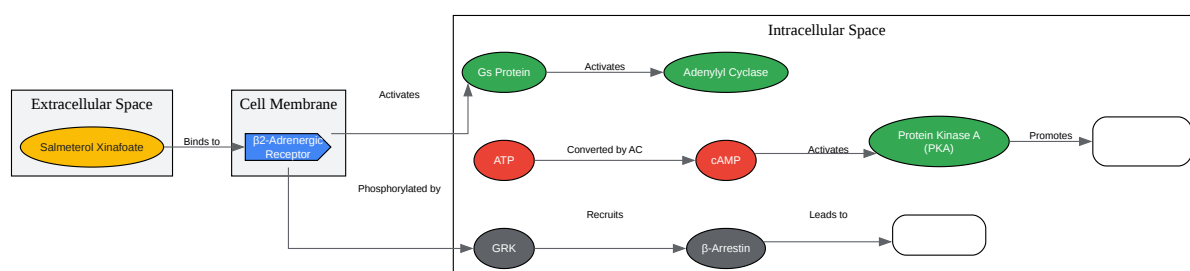 Intracellular Space
Gs Protein
Activates
Adenylyl Cyclase
Extracellular Space
Cell Membrane
Activates
Salmeterol Xinafoate
Binds to
β2-Adrenergic
Receptor
ATP
Converted by AC
cAMP
Activates
Protein Kinase A
(PKA)
Promotes
Phosphorylated by
GRK
Recruits
β-Arrestin
Leads to